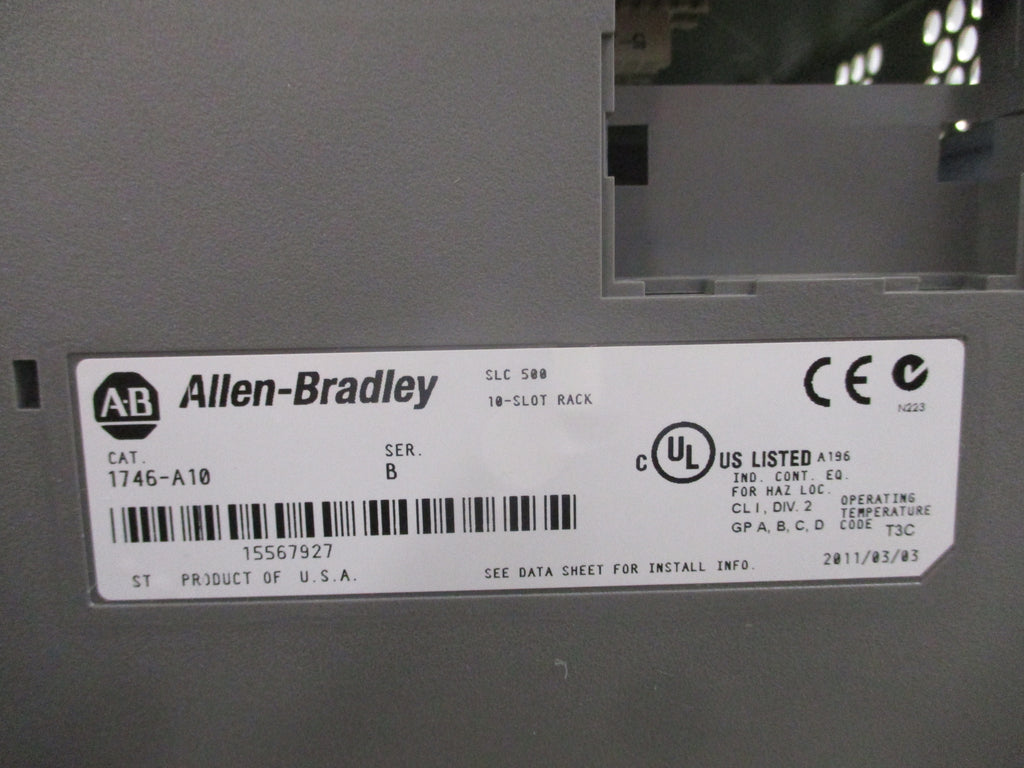 A-B Allen-Bradley
SLC 500
10-SLOT RACK
CE
N223
CAT.
1746-A10
SER.
B
C UL US LISTED A196
IND. CONT. EQ.
FOR HAZ LOC.
CL I, DIV. 2
GP A, B, C, D
OPERATING
TEMPERATURE
CODE T3C
15567927
ST PRODUCT OF U.S.A.
SEE DATA SHEET FOR INSTALL INFO.
2011/03/03